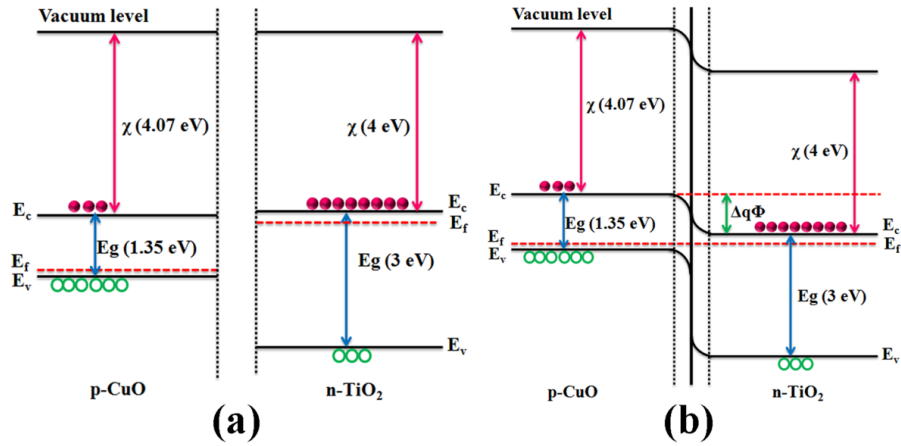 Vacuum level
χ (4.07 eV)
χ (4 eV)
Ec
Ec
Ef
Eg (1.35 eV)
Eg (3 eV)
Ef
Ev
Ev
p-CuO
n-TiO₂
(a)
Vacuum level
χ (4.07 eV)
χ (4 eV)
Ec
ΔqΦ
Ec
Eg (1.35 eV)
Ef
Ef
Ev
Eg (3 eV)
Ev
p-CuO
n-TiO₂
(b)